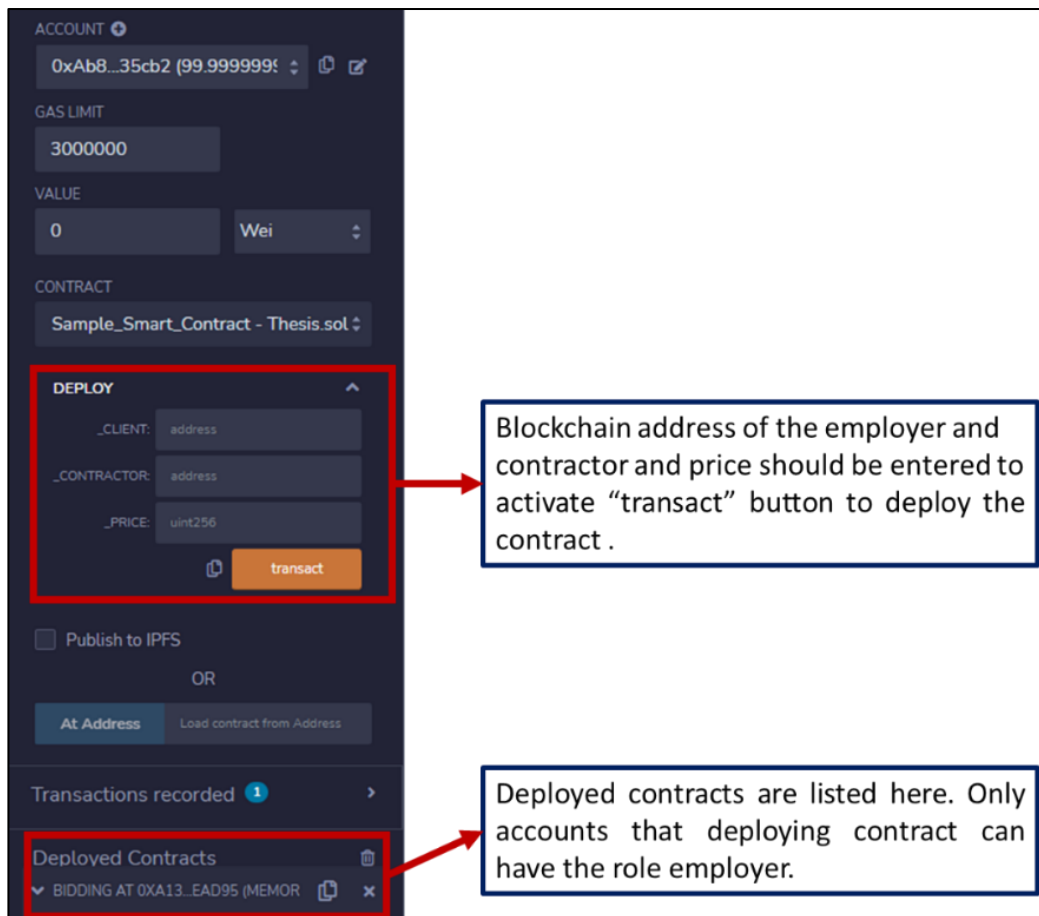 ACCOUNT
0xAb8...35cb2 (99.9999999
GAS LIMIT
3000000
VALUE
0 Wei
CONTRACT
Sample_Smart_Contract - Thesis.sol
DEPLOY
_CLIENT: address
_CONTRACTOR: address
_PRICE: uint256
transact
Blockchain address of the employer and
contractor and price should be entered to
activate “transact” button to deploy the
contract .
Publish to IPFS
OR
At Address Load contract from Address
Transactions recorded 1
Deployed Contracts
BIDDING AT 0XA13...EAD95 (MEMOR
Deployed contracts are listed here. Only
accounts that deploying contract can
have the role employer.